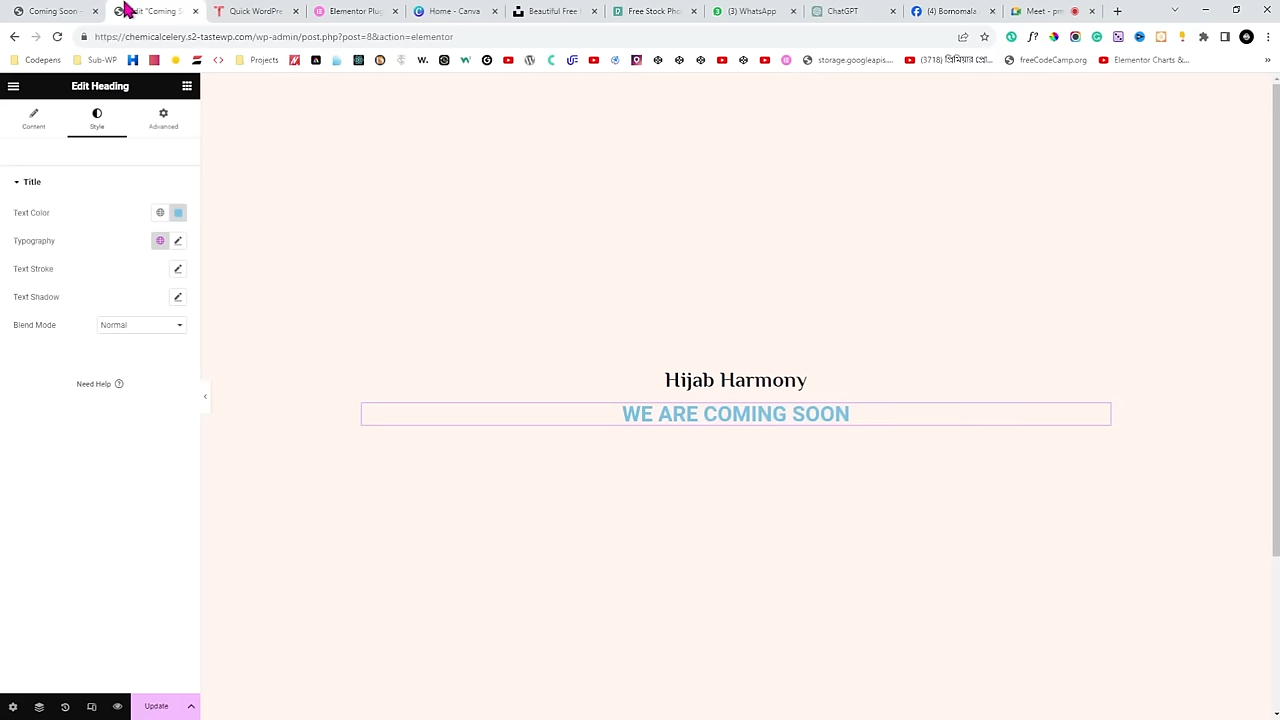 Coming Soon –
Edit "Coming S
Quick WordPre
Elementor Plug
Home - Canva
Beautiful Free
Free Stock Pho
(3) WhatsApp
ChatGPT
(4) Bornomala
Meet - pm
https://chemicalcelery.s2-tastewp.com/wp-admin/post.php?post=8&action=elementor
Codepens
Sub-WP
Projects
storage.googleapis....
freeCodeCamp.org
Elementor Charts &...
Edit Heading
Content
Style
Advanced
Title
Text Color
Typography
Text Stroke
Text Shadow
Blend Mode
Normal
Need Help
Hijab Harmony
WE ARE COMING SOON
Update